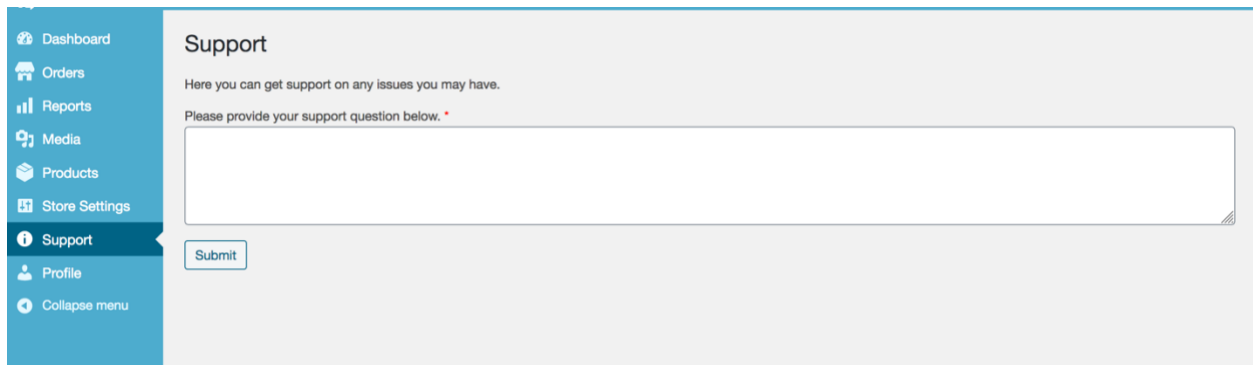 Dashboard
Orders
Reports
Media
Products
Store Settings
Support
Profile
Collapse menu
Support
Here you can get support on any issues you may have.
Please provide your support question below. *
Submit